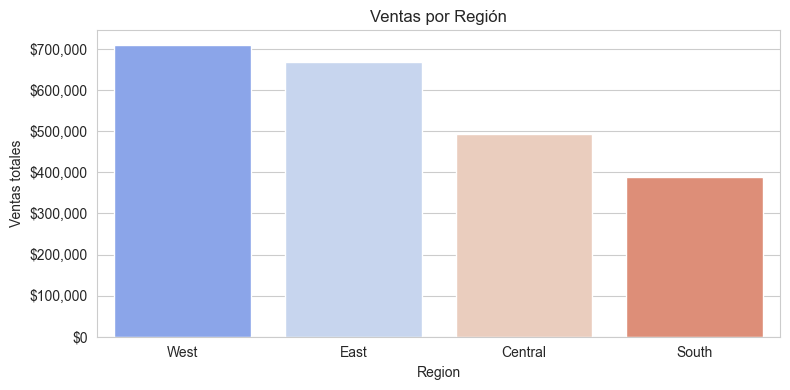 Ventas por Región
Ventas totales
$700,000
$600,000
$500,000
$400,000
$300,000
$200,000
$100,000
$0
West
East
Central
South
Region